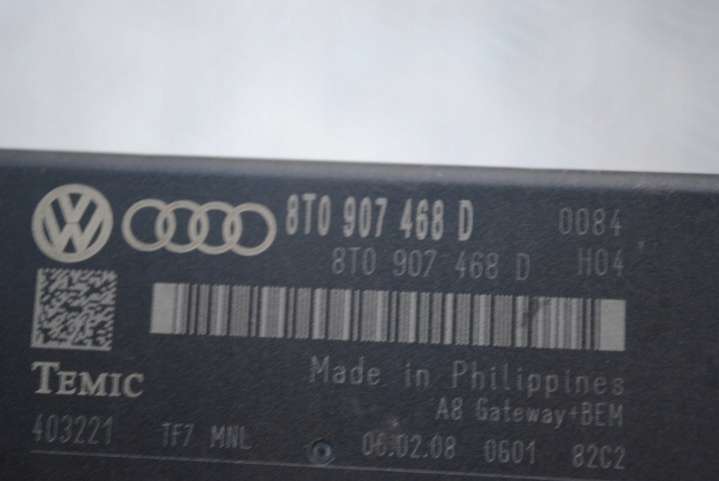 8T0 907 468 D 0084
8T0 907 468 D H04
TEMIC
Made in Philippines
A8 Gateway+BEM
403221 TF7 MNL 06.02.08 0601 82C2